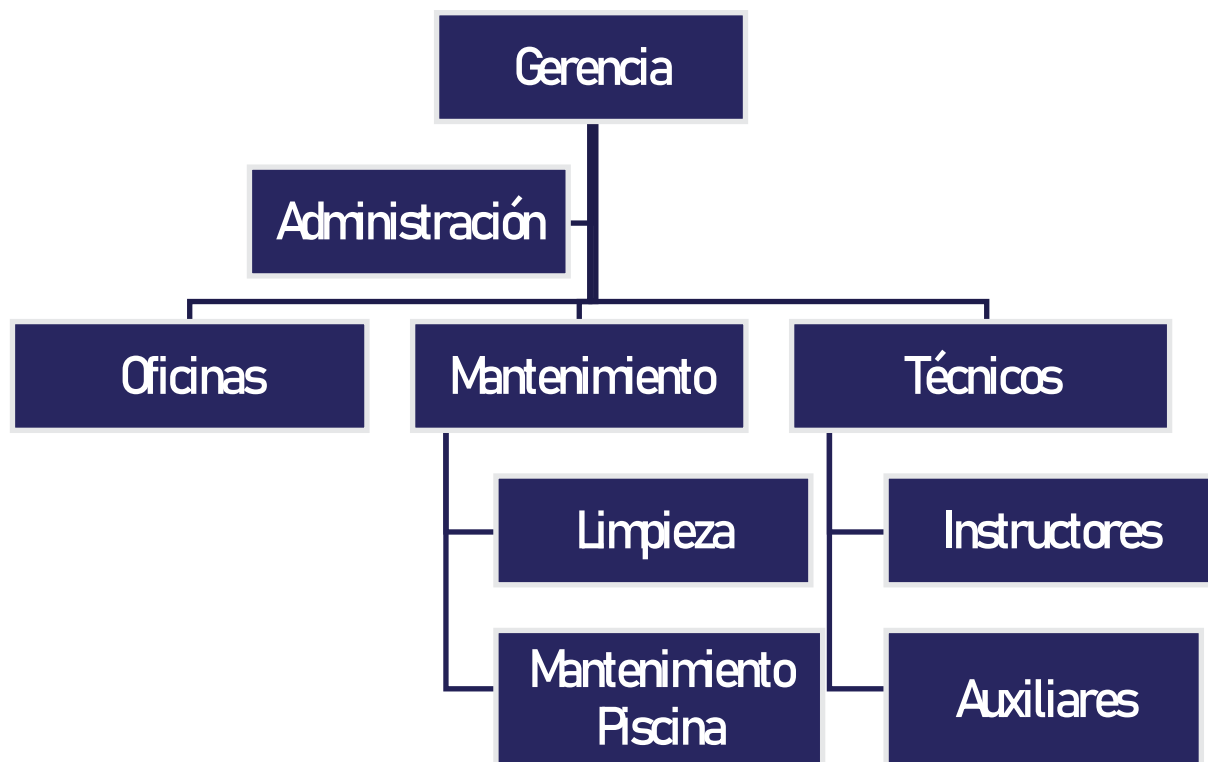 Gerencia
Administración
Oficinas
Mantenimiento
Técnicos
Limpieza
Instructores
Mantenimiento
Piscina
Auxiliares